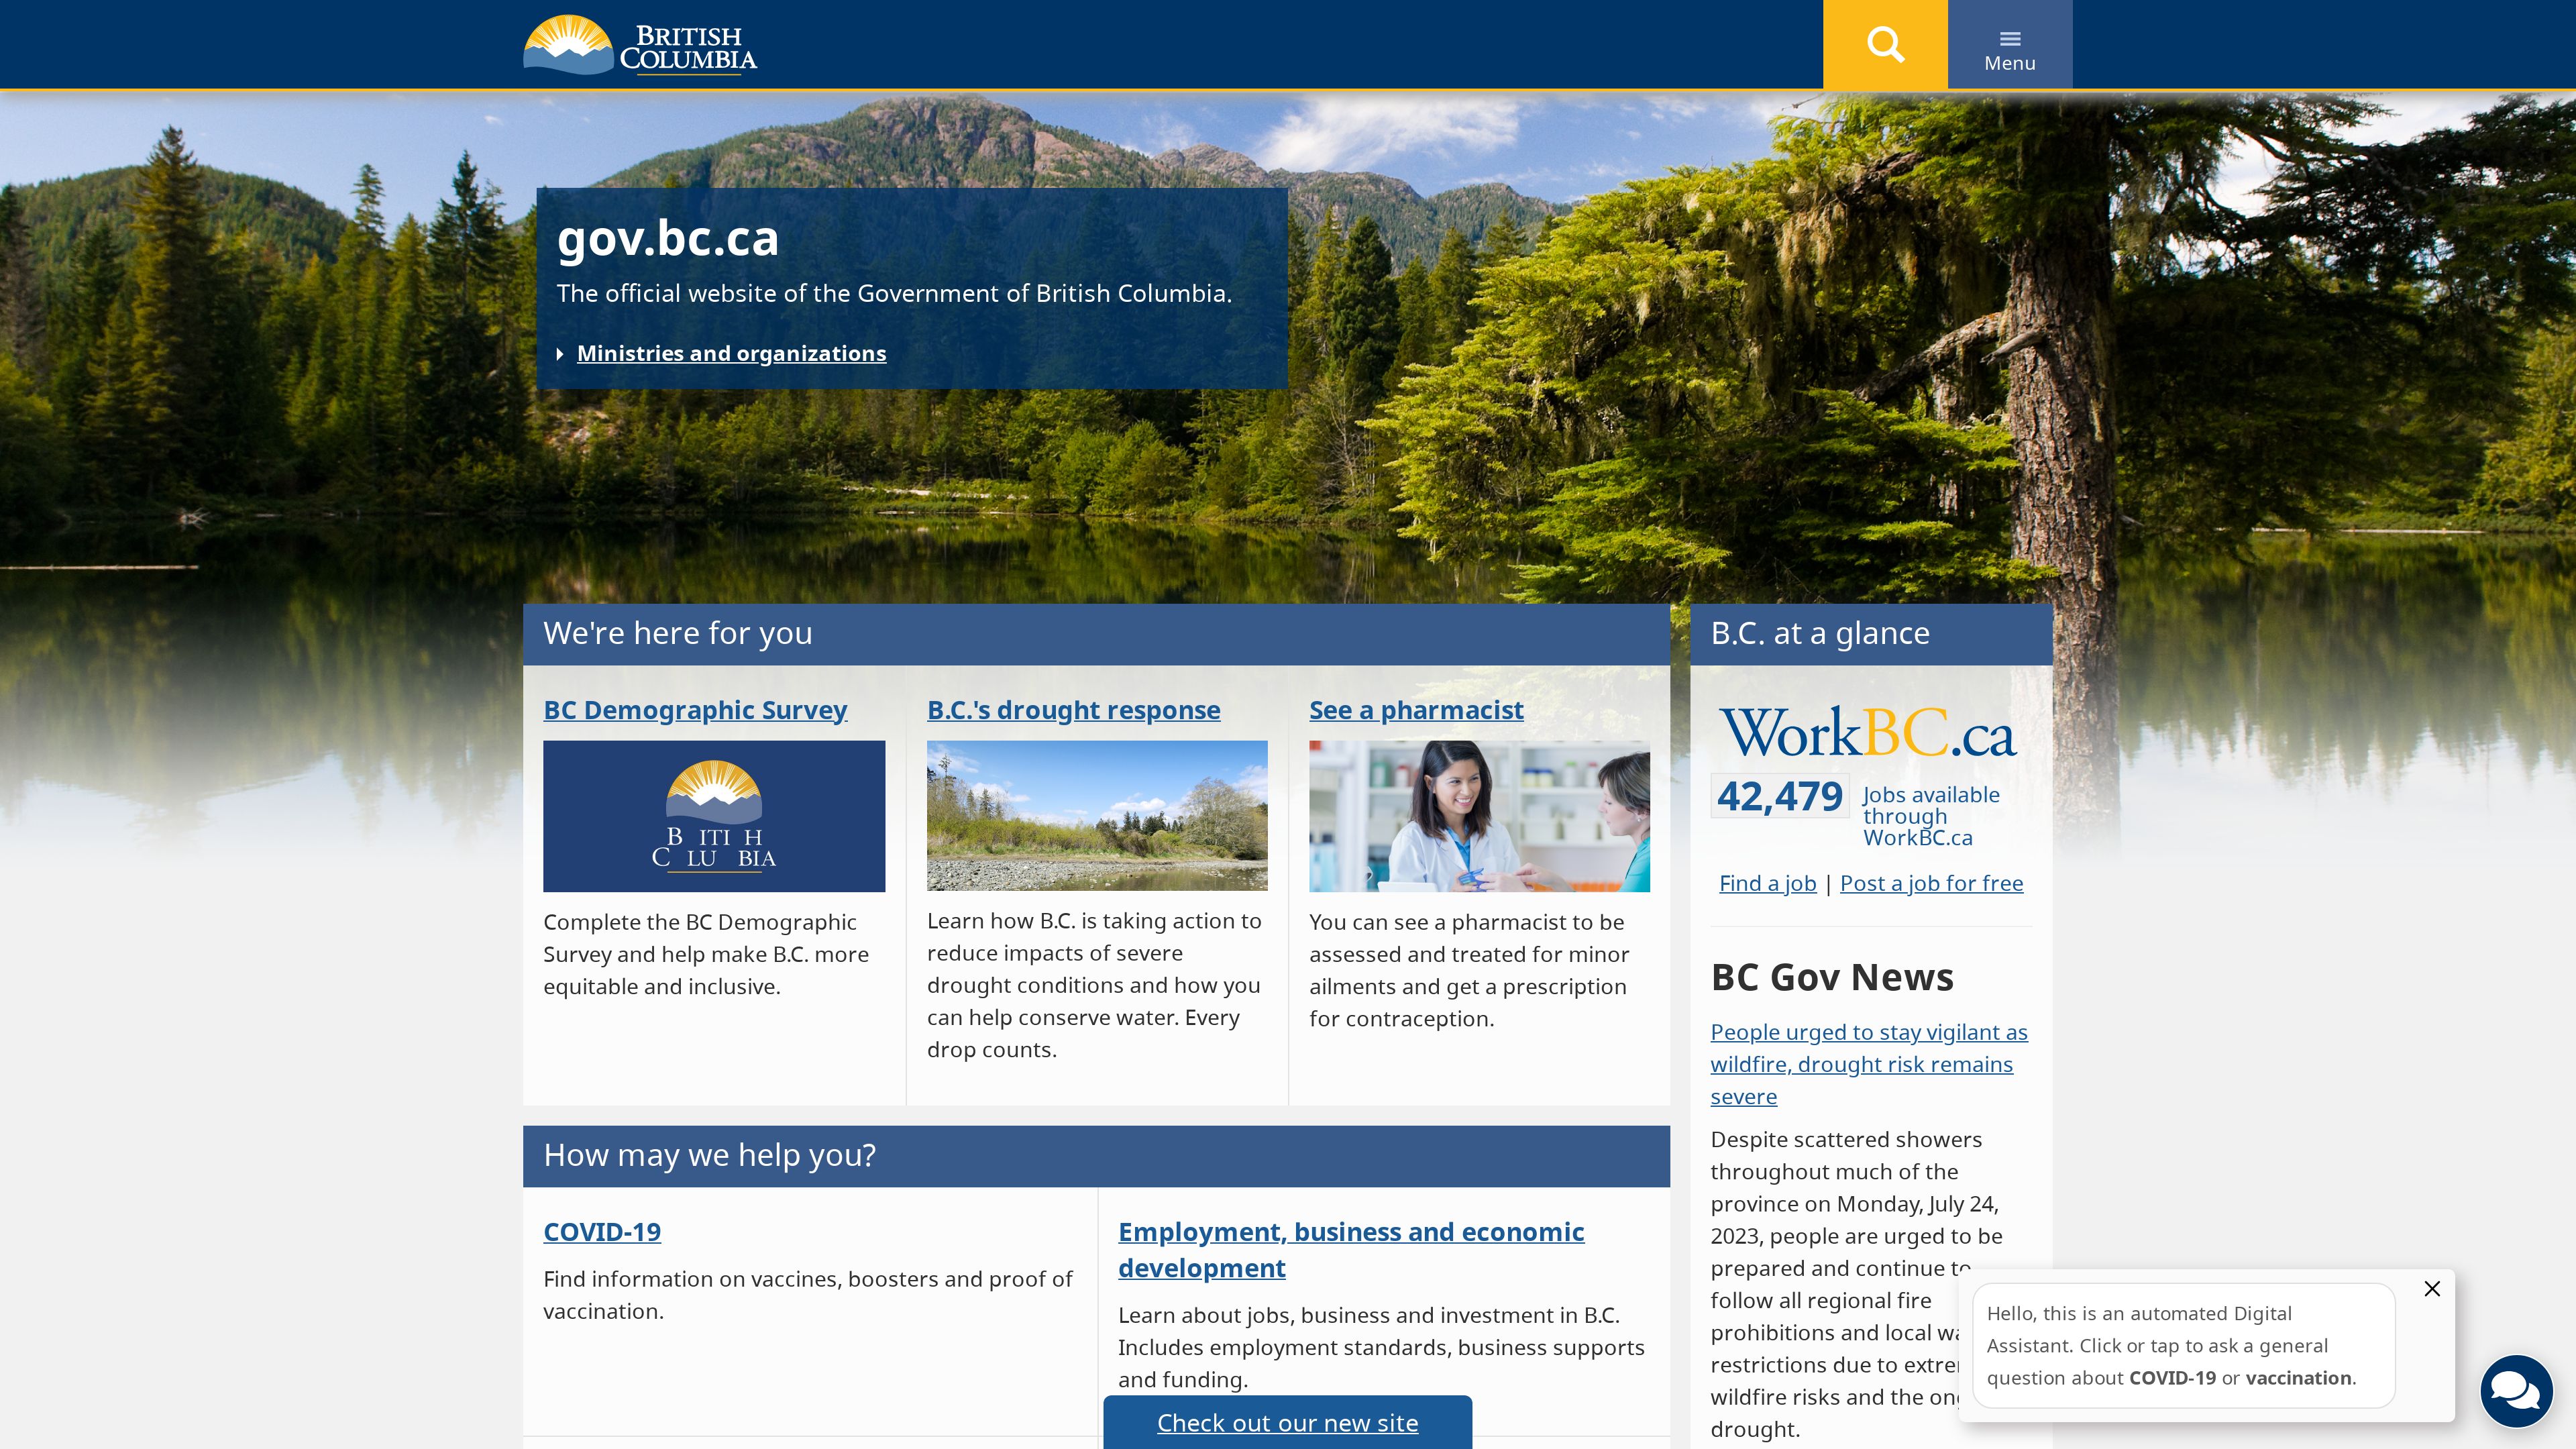 BRITISH
COLUMBIA
Menu
gov.bc.ca
The official website of the Government of British Columbia.
Ministries and organizations
We're here for you
BC Demographic Survey
B ITI H
C LU BIA
Complete the BC Demographic
Survey and help make B.C. more
equitable and inclusive.
B.C.'s drought response
Learn how B.C. is taking action to
reduce impacts of severe
drought conditions and how you
can help conserve water. Every
drop counts.
See a pharmacist
You can see a pharmacist to be
assessed and treated for minor
ailments and get a prescription
for contraception.
B.C. at a glance
WorkBC.ca
42,479
Jobs available
through
WorkBC.ca
Find a job | Post a job for free
BC Gov News
People urged to stay vigilant as
wildfire, drought risk remains
severe
Despite scattered showers
throughout much of the
province on Monday, July 24,
2023, people are urged to be
prepared and continue to
follow all regional fire
prohibitions and local
restrictions due to
wildfire risks and the
drought.
How may we help you?
COVID-19
Find information on vaccines, boosters and proof of
vaccination.
Employment, business and economic
development
Learn about jobs, business and investment in B.C.
Includes employment standards, business supports
and funding.
Check out our new site
Hello, this is an automated Digital
Assistant. Click or tap to ask a general
question about COVID-19 or vaccination.